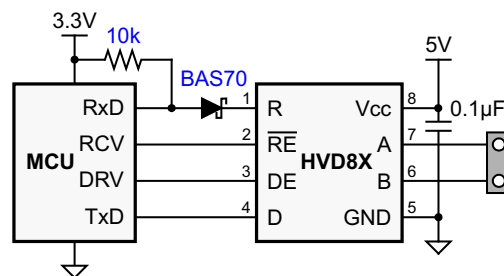 3.3V
10k
5V
BAS70
RxD
1
R
Vcc
8
0.1µF
RCV
2
RE
A
7
MCU
HVD8X
DRV
3
DE
B
6
TxD
4
D
GND
5